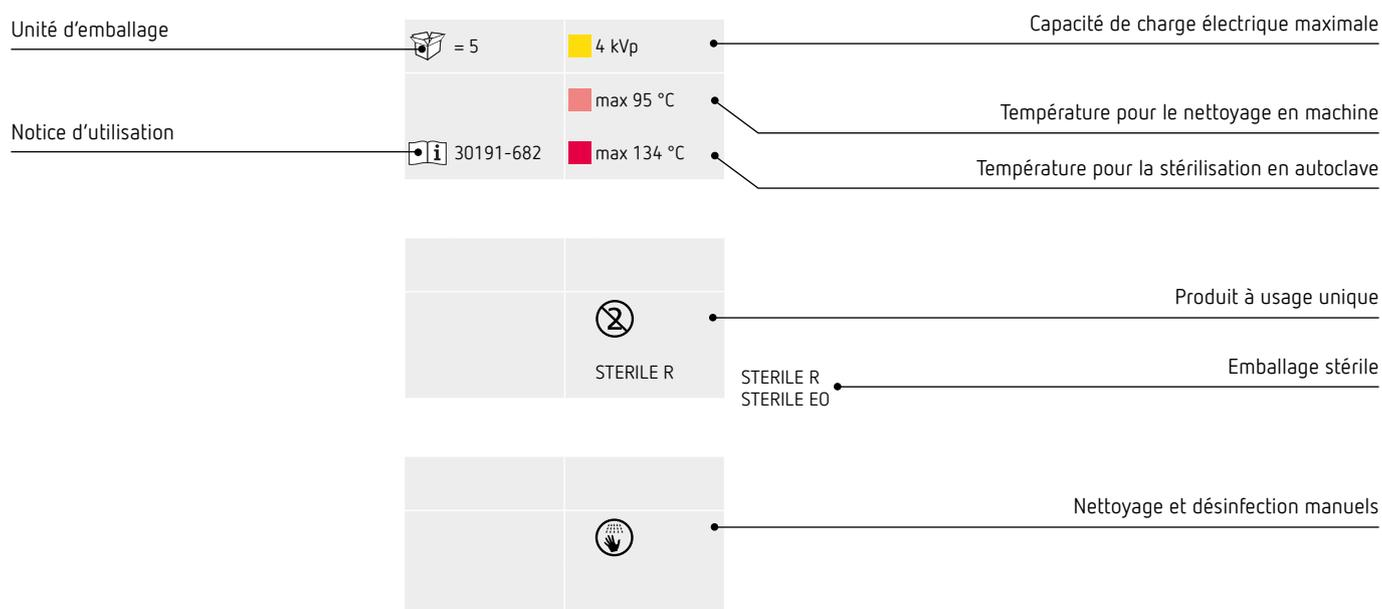 Unité d'emballage
= 5
4 kVp
Capacité de charge électrique maximale
max 95 °C
Température pour le nettoyage en machine
Notice d'utilisation
i 30191-682
max 134 °C
Température pour la stérilisation en autoclave
2
Produit à usage unique
STERILE R
STERILE R
STERILE EO
Emballage stérile
Nettoyage et désinfection manuels